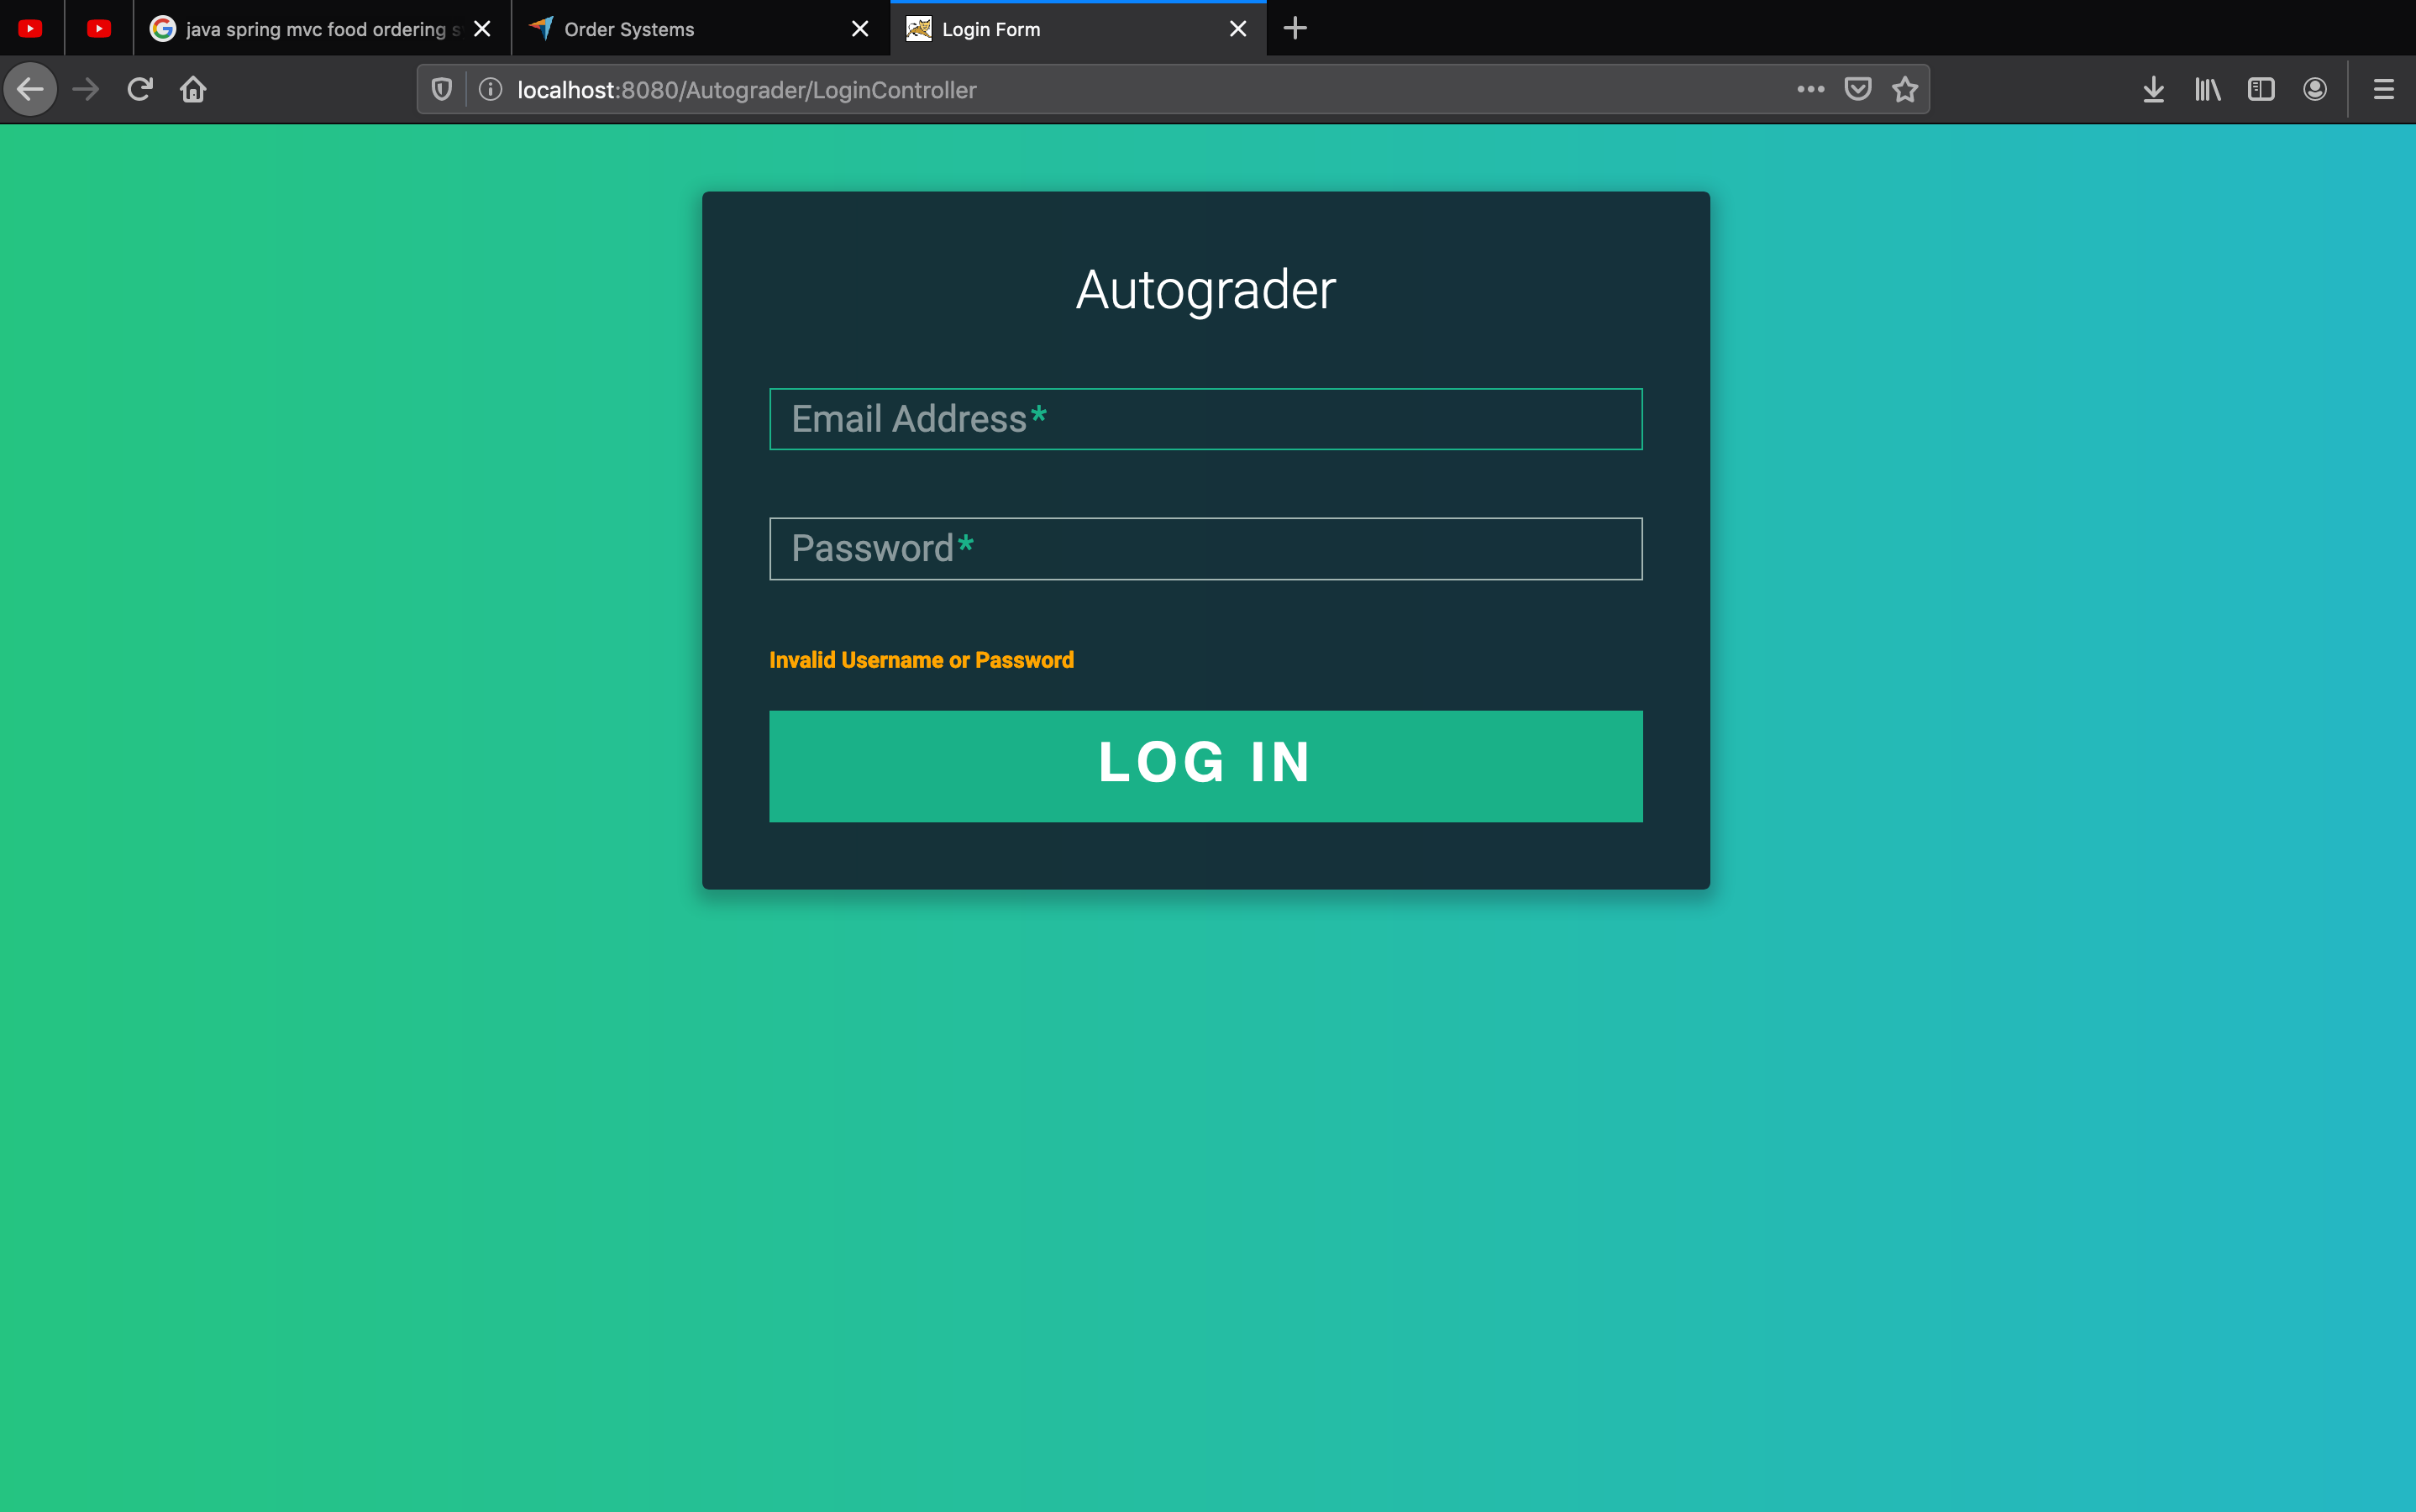 java spring mvc food ordering s
Order Systems
Login Form
localhost:8080/Autograder/LoginController
Autograder
Email Address*
Password*
Invalid Username or Password
LOG IN